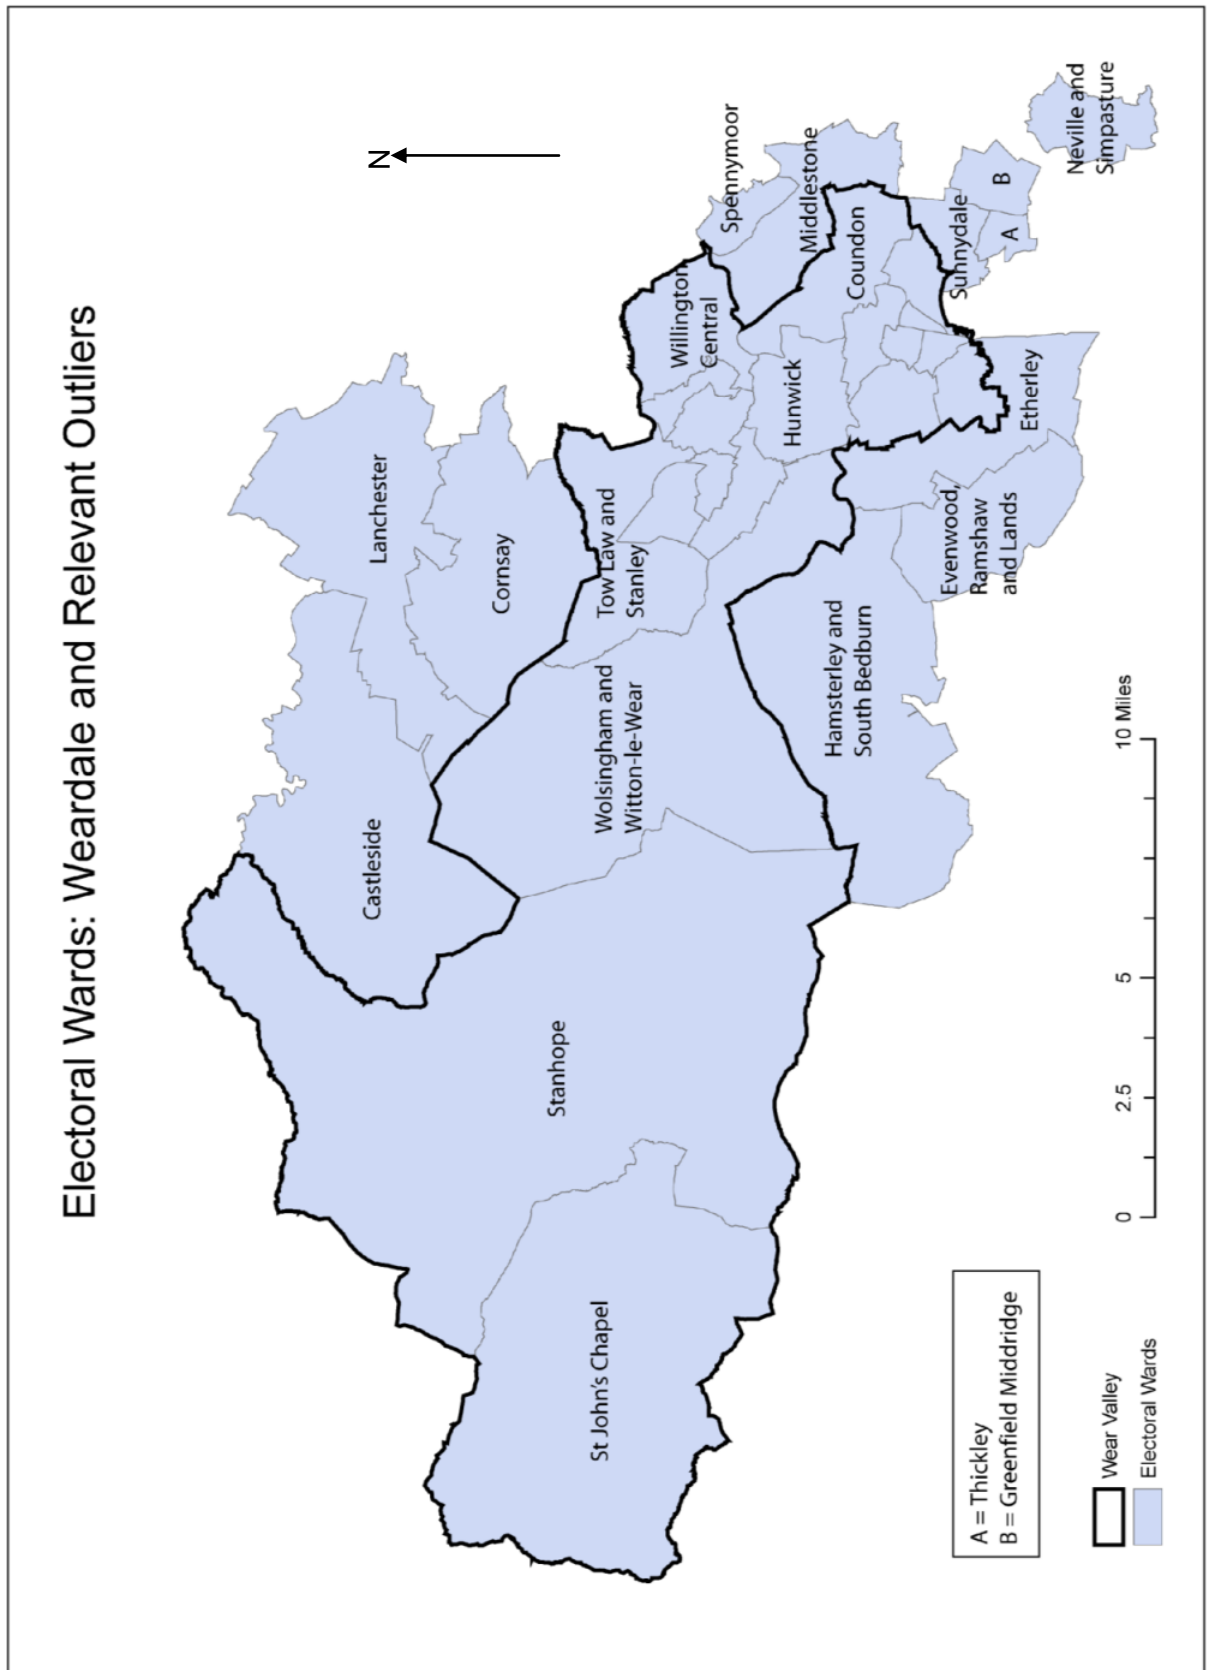 Electoral Wards: Weardale and Relevant Outliers
N
Lanchester
Castleside
Cornsay
Spennymoor
Middlestone
Willington
Central
Tow Law and
Stanley
Wolsingham and
Witton-le-Wear
Stanhope
St John's Chapel
Hunwick
Coundon
Sunnydale
A
B
Neville and
Simpasture
Etherley
Evenwood,
Ramshaw
and Lands
Hamsterley and
South Bedburn
A = Thickley
B = Greenfield Middridge
Wear Valley
Electoral Wards
0 2.5 5 10 Miles